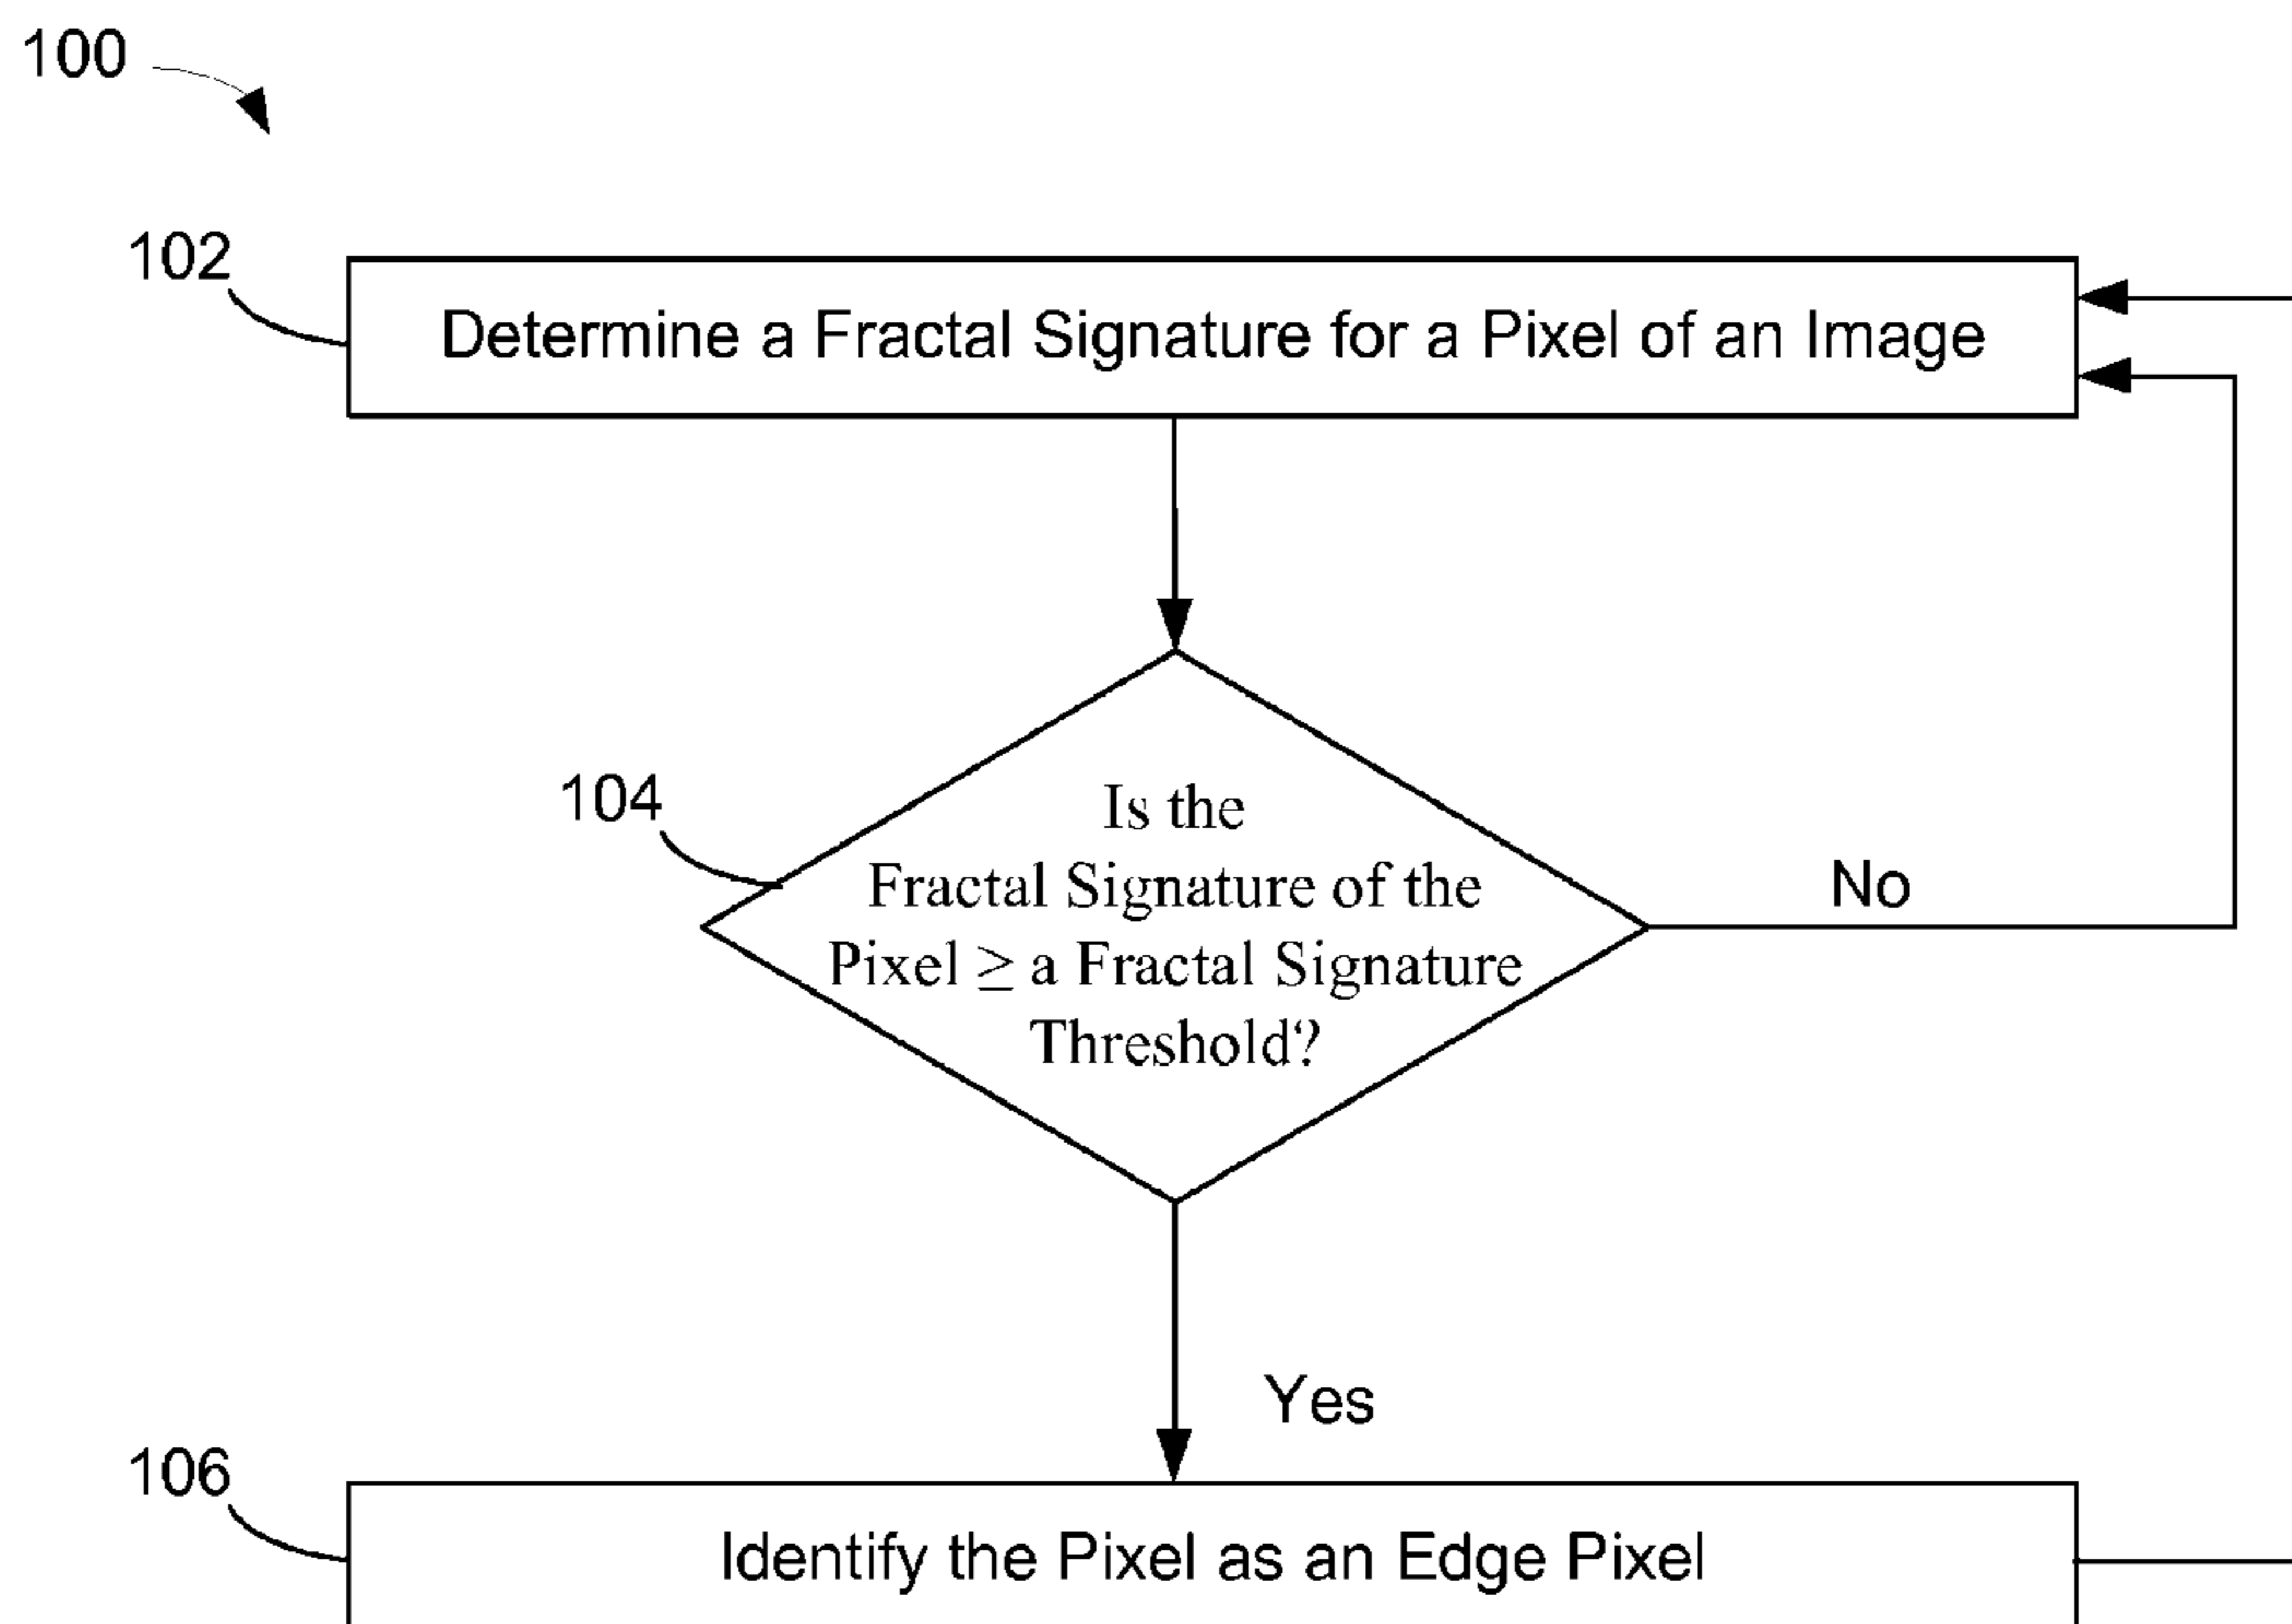 100
102
Determine a Fractal Signature for a Pixel of an Image
104
Is the
Fractal Signature of the
Pixel ≥ a Fractal Signature
Threshold?
No
Yes
106
Identify the Pixel as an Edge Pixel